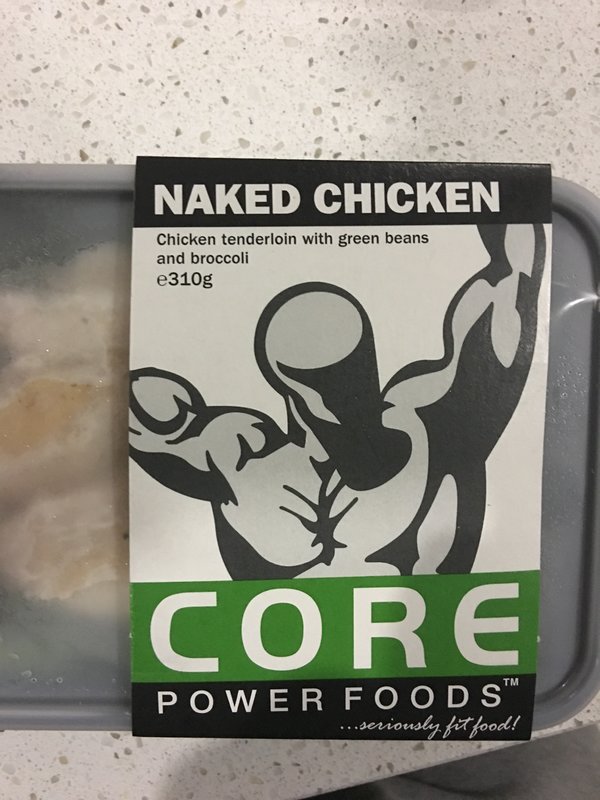 NAKED CHICKEN
Chicken tenderloin with green beans
and broccoli
e310g
CORE
POWER FOODS™
...seriously fit food!